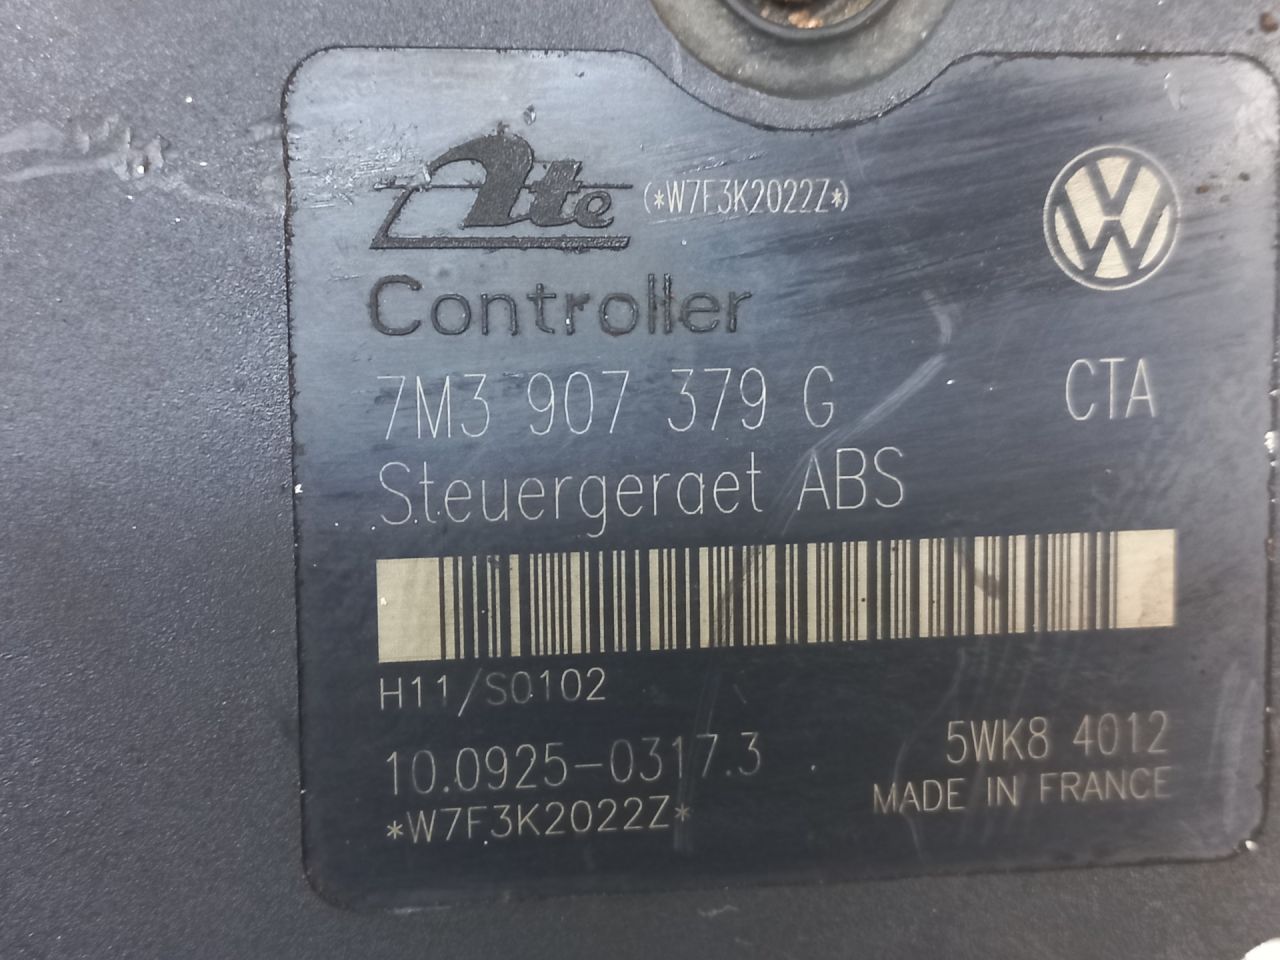 Ate (*W7F3K2022Z*)
Controller
7M3 907 379 G CTA
Steuergeraet ABS
H11/S0102
10.0925-0317.3 5WK8 4012
*W7F3K2022Z* MADE IN FRANCE